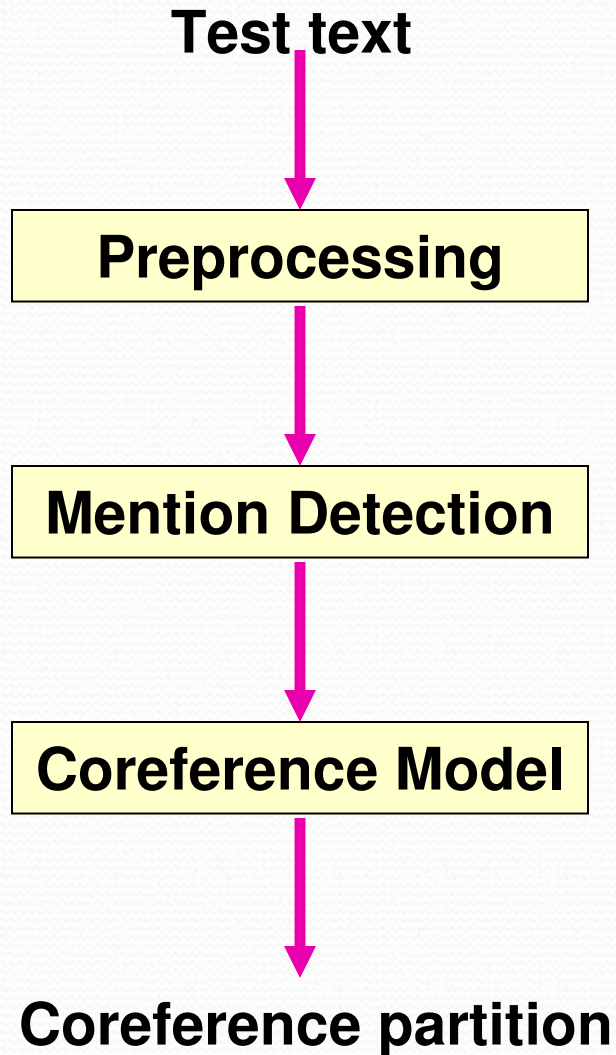 Test text
Preprocessing
Mention Detection
Coreference Model
Coreference partition